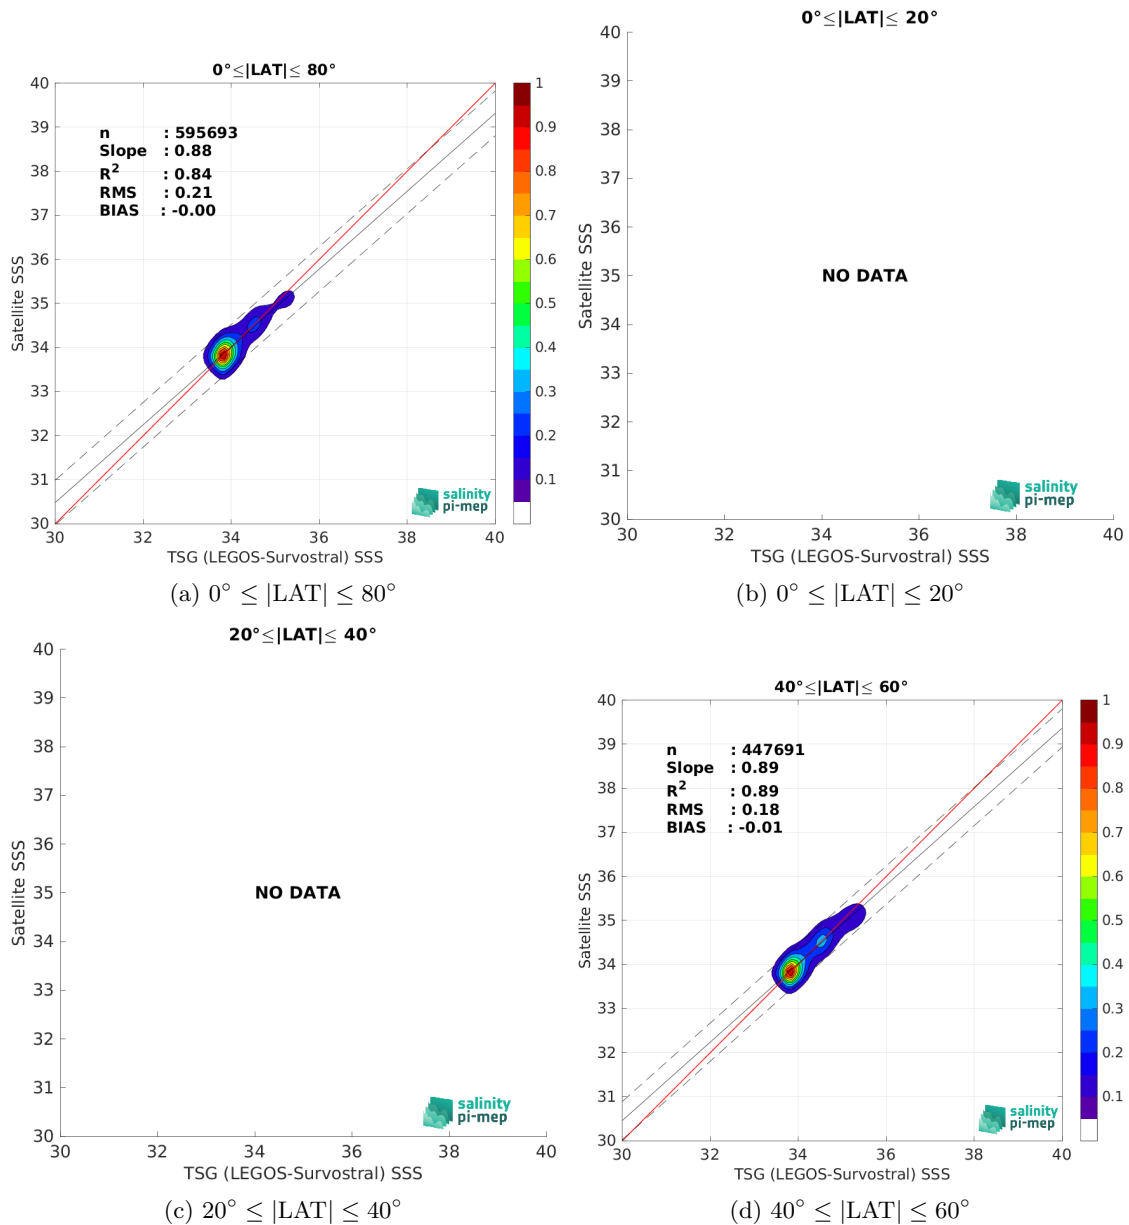 0°≤|LAT|≤ 80°
40
39
38
37
36
35
34
33
32
31
30
n : 595693
Slope : 0.88
R² : 0.84
RMS : 0.21
BIAS : -0.00
Satellite SSS
30 32 34 36 38 40
TSG (LEGOS-Survostral) SSS
1
0.9
0.8
0.7
0.6
0.5
0.4
0.3
0.2
0.1
salinity
pi-mep
(a) 0° ≤ |LAT| ≤ 80°
0°≤|LAT|≤ 20°
40
39
38
37
36
35
34
33
32
31
30
Satellite SSS
NO DATA
salinity
pi-mep
30 32 34 36 38 40
TSG (LEGOS-Survostral) SSS
(b) 0° ≤ |LAT| ≤ 20°
20°≤|LAT|≤ 40°
40
39
38
37
36
35
34
33
32
31
30
Satellite SSS
NO DATA
salinity
pi-mep
30 32 34 36 38 40
TSG (LEGOS-Survostral) SSS
(c) 20° ≤ |LAT| ≤ 40°
40°≤|LAT|≤ 60°
40
39
38
37
36
35
34
33
32
31
30
n : 447691
Slope : 0.89
R² : 0.89
RMS : 0.18
BIAS : -0.01
Satellite SSS
30 32 34 36 38 40
TSG (LEGOS-Survostral) SSS
1
0.9
0.8
0.7
0.6
0.5
0.4
0.3
0.2
0.1
salinity
pi-mep
(d) 40° ≤ |LAT| ≤ 60°